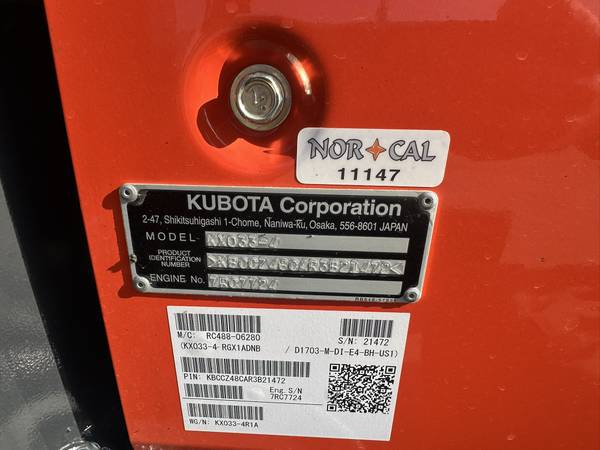 NOR CAL
11147
KUBOTA Corporation
2-47, Shikitsuhigashi 1-Chome, Naniwa-Ku, Osaka, 556-8601 JAPAN
MODEL KX033-4
PRODUCT IDENTIFICATION NUMBER *KBCCZ48CAR3B21472*
ENGINE No. 7RC7724
M/C: RC488-06280 S/N: 21472
(KX033-4-RGX1ADNB / D1703-M-DI-E4-BH-US1)
PIN: KBCCZ48CAR3B21472
Eng. S/N
7RC7724
WG/N: KX033-4R1A